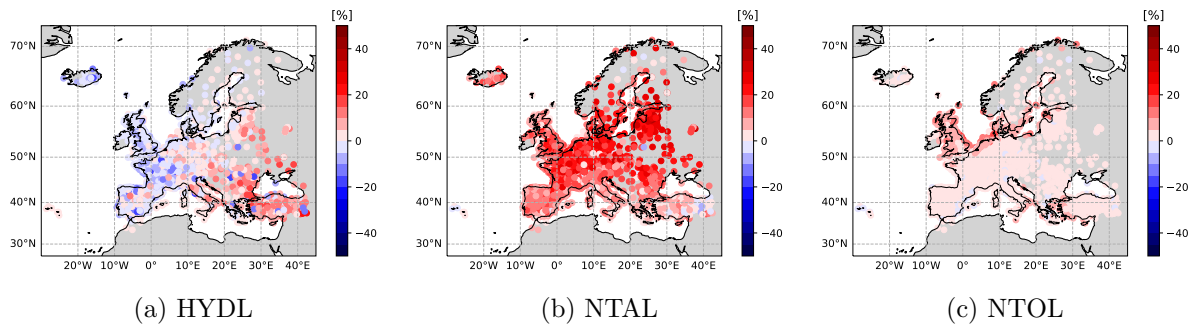 [%] [%] [%]
70°N 40 70°N 40 70°N 40
60°N 20 60°N 20 60°N 20
50°N 0 50°N 0 50°N 0
−20 −20 −20
40°N 40°N 40°N
−40 −40 −40
30°N 30°N 30°N
20°W 10°W 0° 10°E 20°E 30°E 40°E 20°W 10°W 0° 10°E 20°E 30°E 40°E 20°W 10°W 0° 10°E 20°E 30°E 40°E
(a) HYDL (b) NTAL (c) NTOL